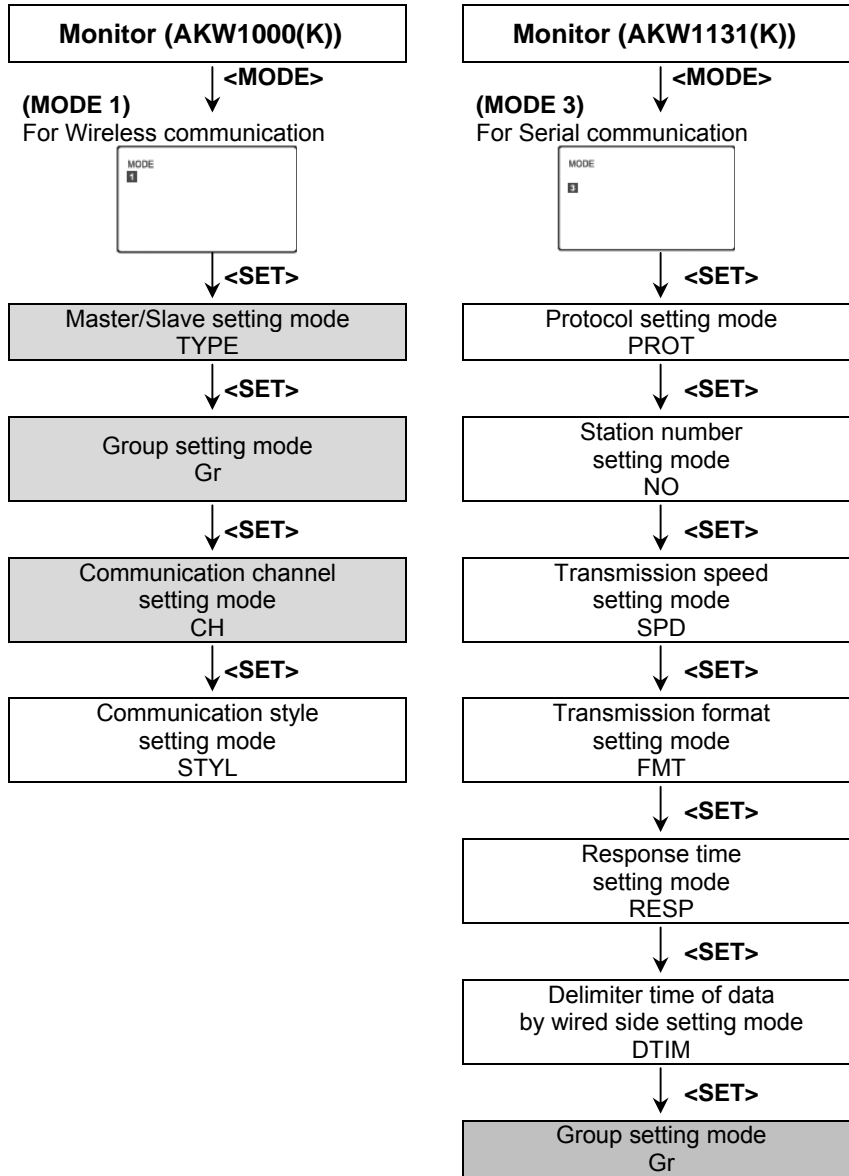 Monitor (AKW1000(K))
<MODE>
(MODE 1)
For Wireless communication
MODE
1
<SET>
Master/Slave setting mode
TYPE
<SET>
Group setting mode
Gr
<SET>
Communication channel
setting mode
CH
<SET>
Communication style
setting mode
STYL
Monitor (AKW1131(K))
<MODE>
(MODE 3)
For Serial communication
MODE
3
<SET>
Protocol setting mode
PROT
<SET>
Station number
setting mode
NO
<SET>
Transmission speed
setting mode
SPD
<SET>
Transmission format
setting mode
FMT
<SET>
Response time
setting mode
RESP
<SET>
Delimiter time of data
by wired side setting mode
DTIM
<SET>
Group setting mode
Gr